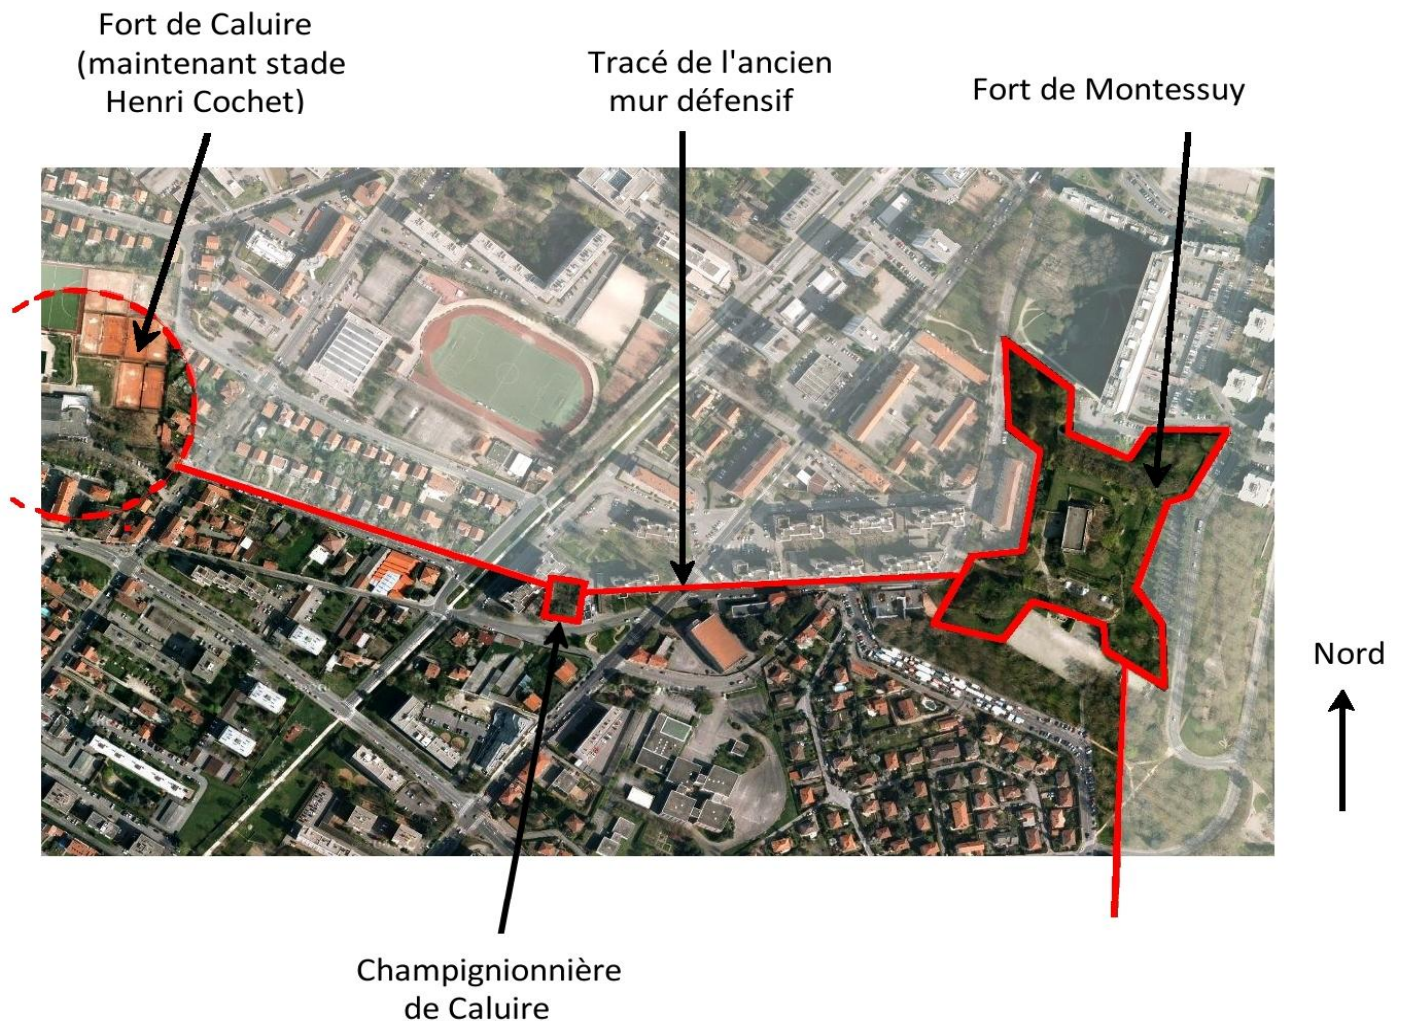 Fort de Caluire
(maintenant stade
Henri Cochet)
Tracé de l'ancien
mur défensif
Fort de Montessuy
Nord
Champignionnière
de Caluire